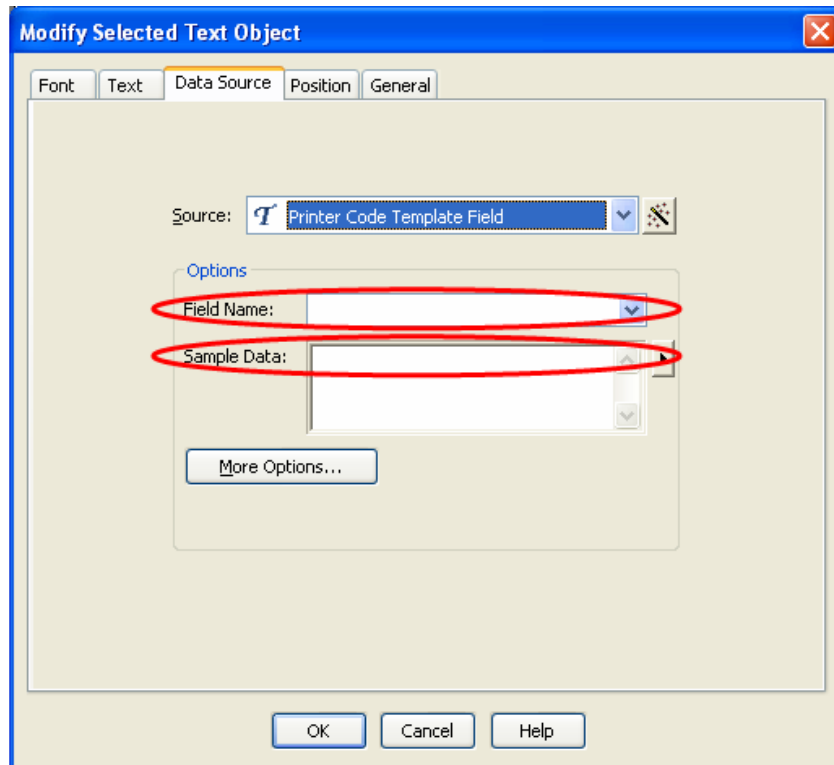 Modify Selected Text Object
Font Text Data Source Position General
Source: T Printer Code Template Field
Options
Field Name:
Sample Data:
More Options...
OK Cancel Help